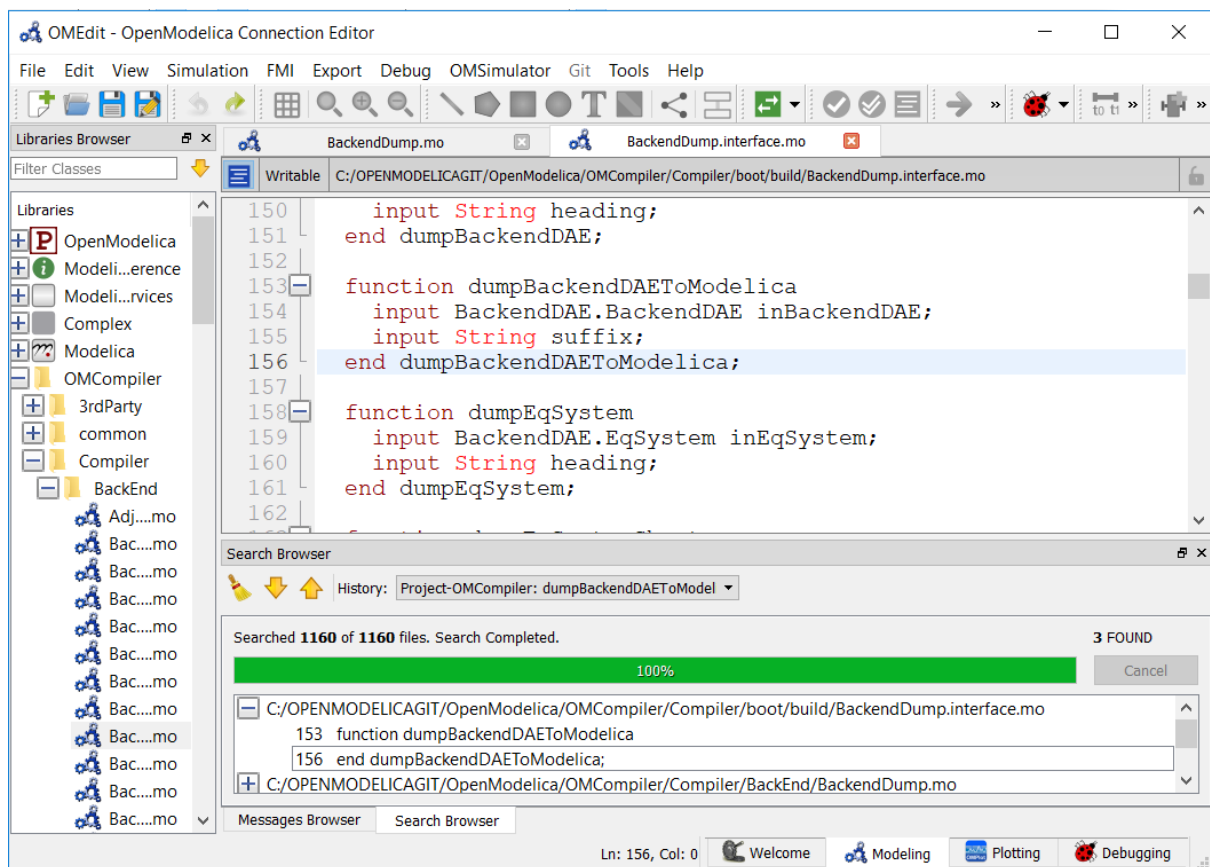 OMEdit - OpenModelica Connection Editor
File Edit View Simulation FMI Export Debug OMSimulator Git Tools Help
T » to ti » »
Libraries Browser
Filter Classes
Libraries
P OpenModelica
i Modeli...erence
Modeli...rvices
Complex
Modelica
OMCompiler
3rdParty
common
Compiler
BackEnd
Adj....mo
Bac....mo
Bac....mo
Bac....mo
Bac....mo
Bac....mo
Bac....mo
Bac....mo
Bac....mo
Bac....mo
Bac....mo
Bac....mo
BackendDump.mo BackendDump.interface.mo
Writable C:/OPENMODELICAGIT/OpenModelica/OMCompiler/Compiler/boot/build/BackendDump.interface.mo
150 input String heading;
151 end dumpBackendDAE;
152
153 function dumpBackendDAEToModelica
154 input BackendDAE.BackendDAE inBackendDAE;
155 input String suffix;
156 end dumpBackendDAEToModelica;
157
158 function dumpEqSystem
159 input BackendDAE.EqSystem inEqSystem;
160 input String heading;
161 end dumpEqSystem;
162
Search Browser
History: Project-OMCompiler: dumpBackendDAEToModel
Searched 1160 of 1160 files. Search Completed. 3 FOUND
100% Cancel
C:/OPENMODELICAGIT/OpenModelica/OMCompiler/Compiler/boot/build/BackendDump.interface.mo
153 function dumpBackendDAEToModelica
156 end dumpBackendDAEToModelica;
C:/OPENMODELICAGIT/OpenModelica/OMCompiler/Compiler/BackEnd/BackendDump.mo
Messages Browser Search Browser
Ln: 156, Col: 0 Welcome Modeling Plotting Debugging